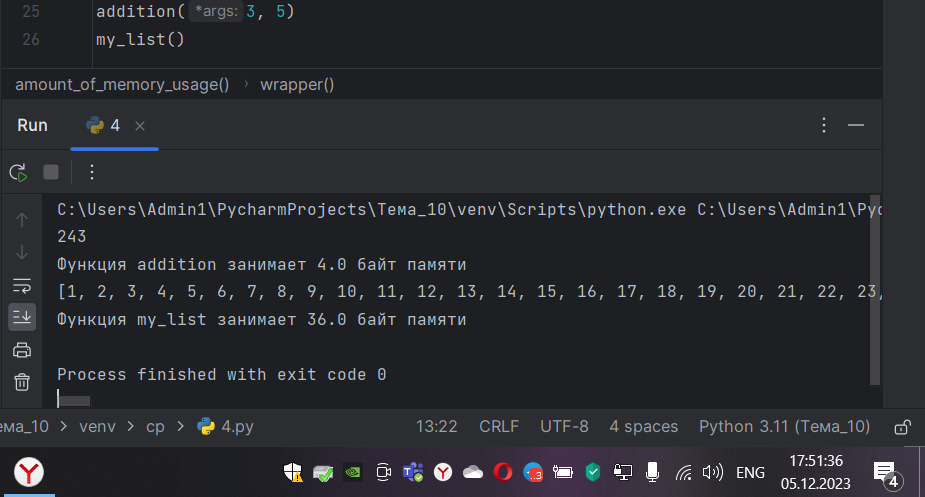 25 addition( *args: 3, 5)
26 my_list()
amount_of_memory_usage() › wrapper()
Run 4 ×
C:\Users\Admin1\PycharmProjects\Тема_10\venv\Scripts\python.exe C:\Users\Admin1\Pyc
243
Функция addition занимает 4.0 байт памяти
[1, 2, 3, 4, 5, 6, 7, 8, 9, 10, 11, 12, 13, 14, 15, 16, 17, 18, 19, 20, 21, 22, 23,
Функция my_list занимает 36.0 байт памяти
Process finished with exit code 0
ема_10 > venv > ср > 4.py 13:22 CRLF UTF-8 4 spaces Python 3.11 (Тема_10)
ENG 17:51:36
05.12.2023
4